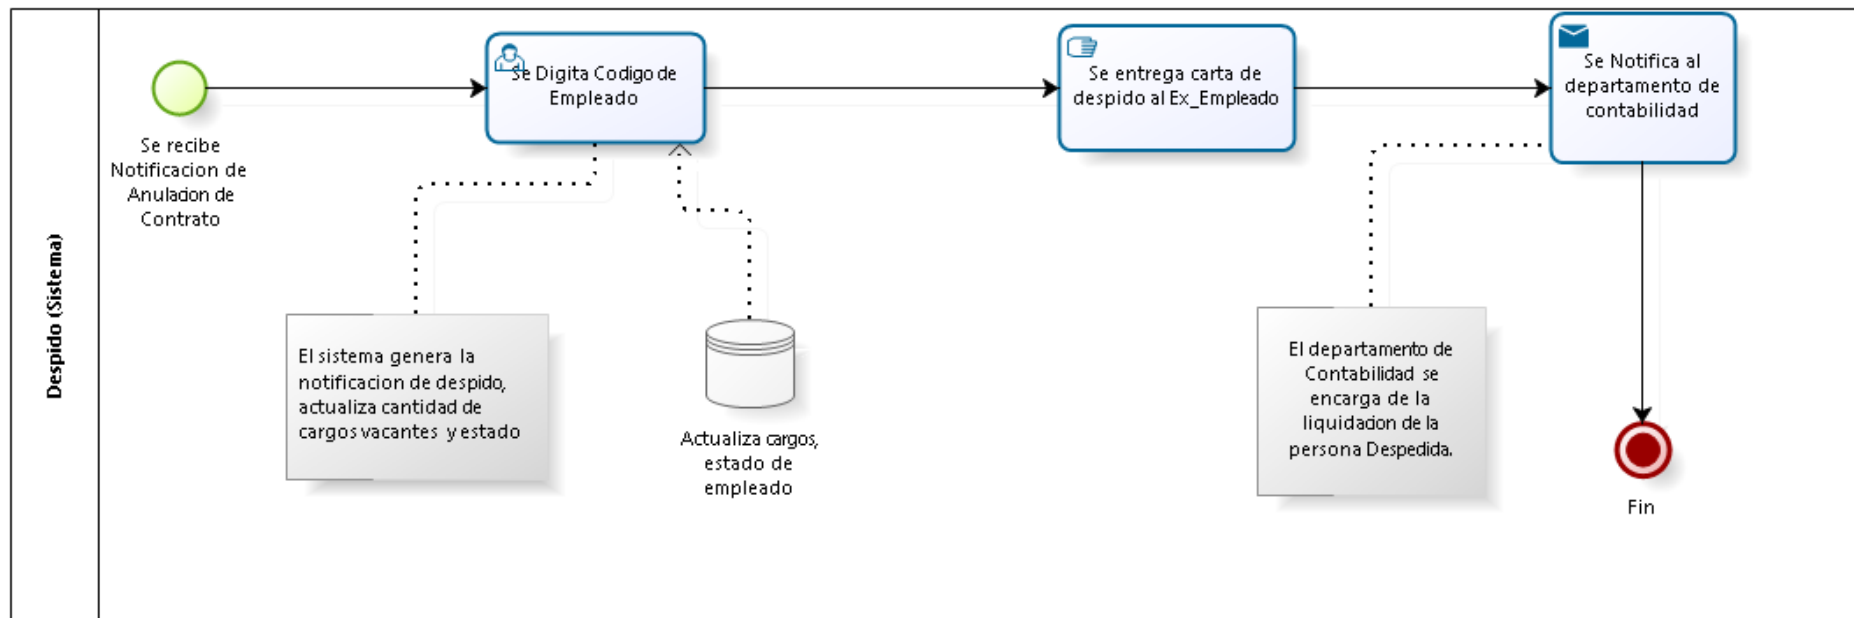 Despido (Sistema)
Se recibe
Notificacion de
Anulacion de
Contrato
Se Digita Codigo de
Empleado
Se entrega carta de
despido al Ex_Empleado
Se Notifica al
departamento de
contabilidad
El sistema genera la
notificacion de despido,
actualiza cantidad de
cargos vacantes y estado
Actualiza cargos,
estado de
empleado
El departamento de
Contabilidad se
encarga de la
liquidacion de la
persona Despedida.
Fin